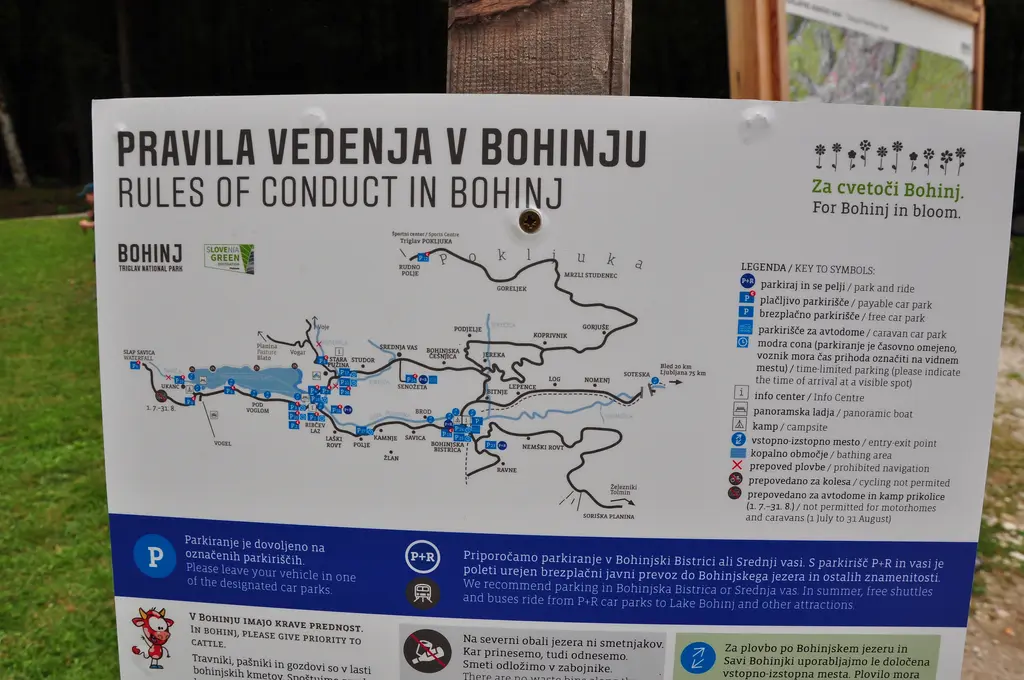 PRAVILA VEDENJA V BOHINJU
RULES OF CONDUCT IN BOHINJ
Za cvetoči Bohinj.
For Bohinj in bloom.
BOHINJ
TRIGLAV NATIONAL PARK
SLOVENIA
GREEN
Športni center / Sports Centre
Triglav POKLJUKA
RUDNO
POLJE
Pokljuka
GORELJEK
MRZLI STUDENEC
GORJUŠE
KOPRIVNIK
PODJELJE
JEREKA
Voje
Planina
Pasture
Blato
Vogar
STARA
FUŽINA
STUDOR
SREDNJA VAS
BOHINJSKA
ČEŠNJICA
SENOŽETA
SLAP SAVICA
WATERFALL
UKANC
1. 7.–31. 8.
VOGEL
POD
VOGLOM
RIBČEV
LAZ
LAŠKI
ROVT
POLJE
KAMNJE
ŽLAN
SAVICA
BROD
BOHINJSKA
BISTRICA
BITNJE
LEPENCE
LOG
NOMENJ
SOTESKA
Bled 20 km
Ljubljana 75 km
RAVNE
NEMŠKI ROVT
Železniki
Tolmin
SORIŠKA PLANINA
LEGENDA / KEY TO SYMBOLS:
P+R parkiraj in se pelji / park and ride
P plačljivo parkirišče / payable car park
P brezplačno parkirišče / free car park
parkirišče za avtodome / caravan car park
modra cona (parkiranje je časovno omejeno,
voznik mora čas prihoda označiti na vidnem
mestu) / time-limited parking (please indicate
the time of arrival at a visible spot)
i info center / Info Centre
panoramska ladja / panoramic boat
kamp / campsite
vstopno-izstopno mesto / entry-exit point
kopalno območje / bathing area
prepoved plovbe / prohibited navigation
prepovedano za kolesa / cycling not permitted
prepovedano za avtodome in kamp prikolice
(1. 7.–31. 8.) / not permitted for motorhomes
and caravans (1 July to 31 August)
P
Parkiranje je dovoljeno na
označenih parkiriščih.
Please leave your vehicle in one
of the designated car parks.
P+R
Priporočamo parkiranje v Bohinjski Bistrici ali Srednji vasi. S parkirišč P+R in vasi je
poleti urejen brezplačni javni prevoz do Bohinjskega jezera in ostalih znamenitosti.
We recommend parking in Bohinjska Bistrica or Srednja vas. In summer, free shuttles
and buses ride from P+R car parks to Lake Bohinj and other attractions.
V BOHINJU IMAJO KRAVE PREDNOST.
IN BOHINJ, PLEASE GIVE PRIORITY TO
CATTLE.
Travniki, pašniki in gozdovi so v lasti
bohinjskih kmetov. Spoštujmo
Na severni obali jezera ni smetnjakov.
Kar prinesemo, tudi odnesemo.
Smeti odložimo v zabojnike.
There are no waste bins along the
Za plovbo po Bohinjskem jezeru in
Savi Bohinjki uporabljajmo le določena
vstopno-izstopna mesta. Plovilo mora